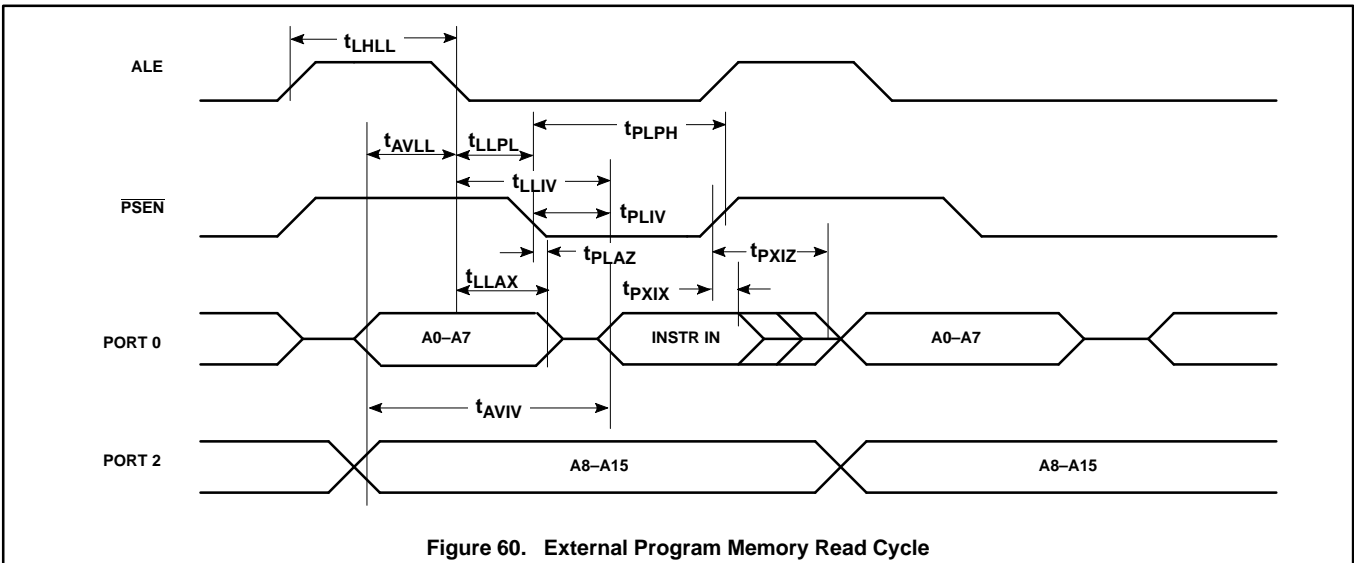 tLHLL
ALE
tPLPH
tAVLL
tLLPL
tLLIV
PSEN
tPLIV
tPLAZ
tPXIZ
tLLAX
tPXIX
PORT 0
A0–A7
INSTR IN
A0–A7
tAVIV
PORT 2
A8–A15
A8–A15
Figure 60. External Program Memory Read Cycle